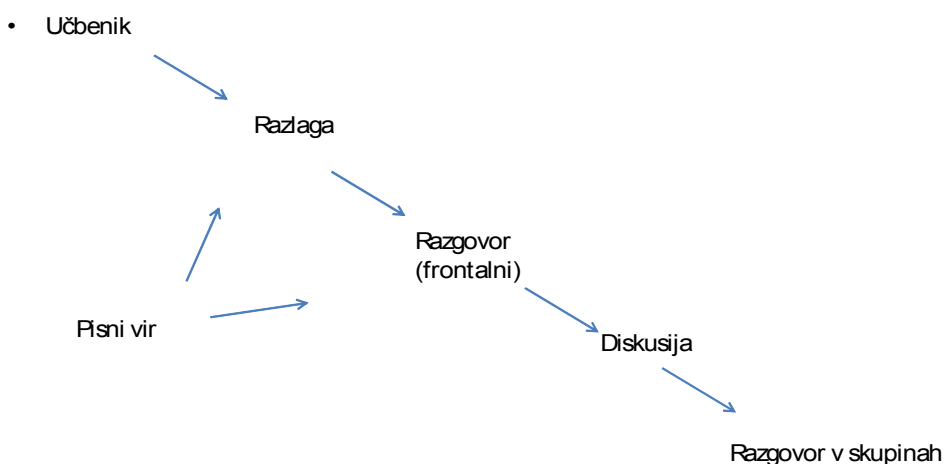 • Učbenik
Razlaga
Razgovor
(frontalni)
Pisni vir
Diskusija
Razgovor v skupinah